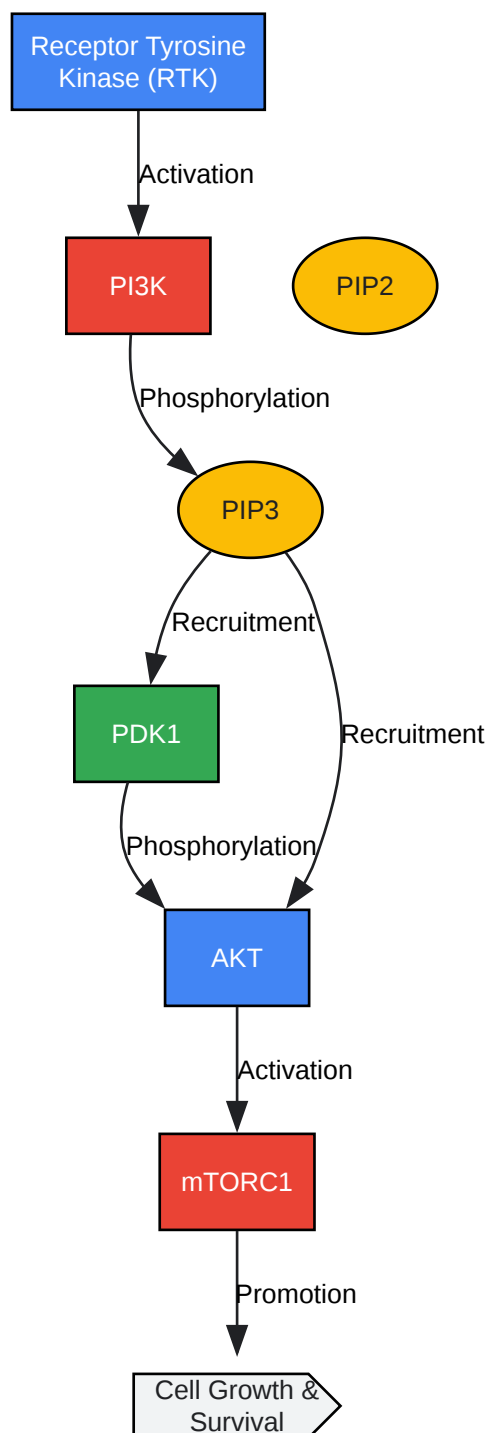 Receptor Tyrosine
Kinase (RTK)
Activation
PI3K
PIP2
Phosphorylation
PIP3
Recruitment
PDK1
Recruitment
Phosphorylation
AKT
Activation
mTORC1
Promotion
Cell Growth &
Survival